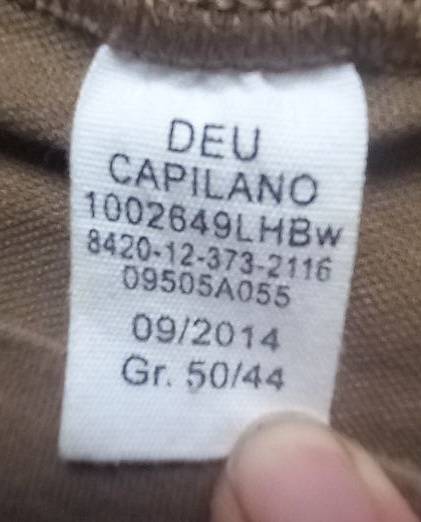 DEU
CAPILANO
1002649LHBw
8420-12-373-2116
09505A055
09/2014
Gr. 50/44